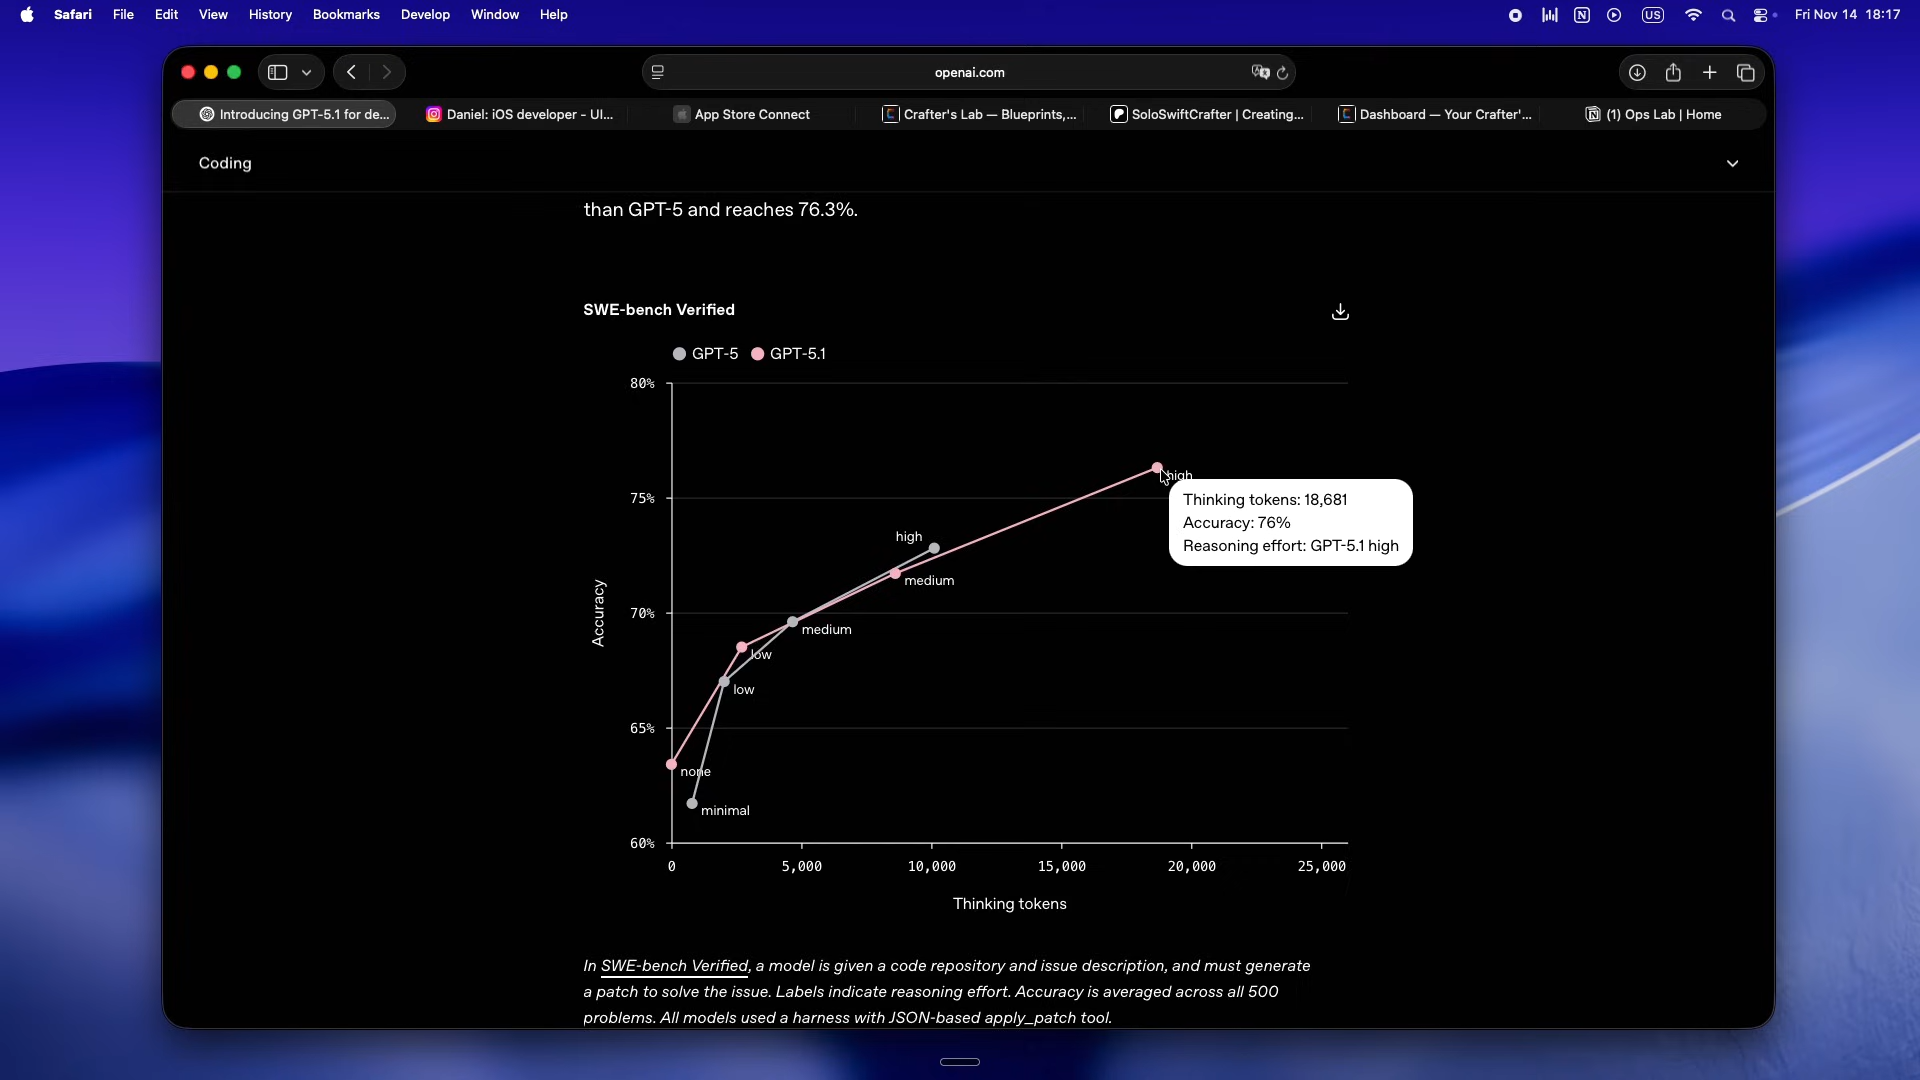 Safari File Edit View History Bookmarks Develop Window Help
US
Fri Nov 14 18:17
openai.com
Introducing GPT-5.1 for de...
Daniel: iOS developer - UI...
App Store Connect
Crafter's Lab — Blueprints,...
SoloSwiftCrafter | Creating...
Dashboard — Your Crafter'...
(1) Ops Lab | Home
Coding
than GPT-5 and reaches 76.3%.
SWE-bench Verified
GPT-5 GPT-5.1
80%
high
75%
Thinking tokens: 18,681
Accuracy: 76%
Reasoning effort: GPT-5.1 high
high
medium
Accuracy
70%
medium
low
low
65%
none
minimal
60%
0 5,000 10,000 15,000 20,000 25,000
Thinking tokens
In SWE-bench Verified, a model is given a code repository and issue description, and must generate
a patch to solve the issue. Labels indicate reasoning effort. Accuracy is averaged across all 500
problems. All models used a harness with JSON-based apply_patch tool.